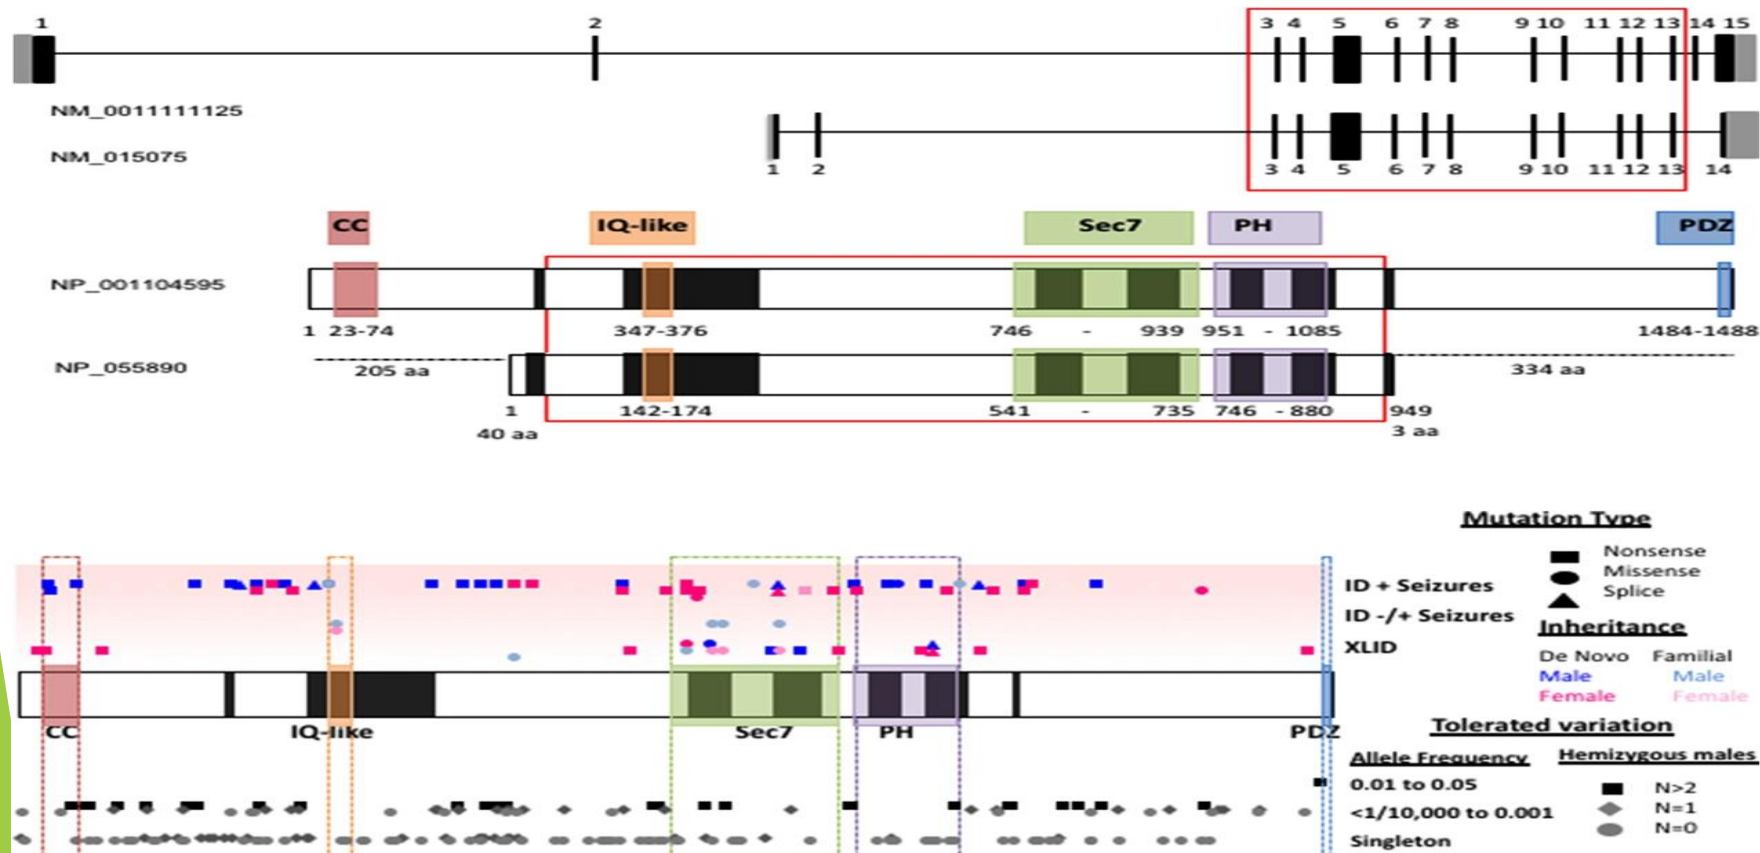 1 2 3 4 5 6 7 8 9 10 11 12 13 14 15
NM_0011111125
NM_015075
1 2 3 4 5 6 7 8 9 10 11 12 13 14
CC IQ-like Sec7 PH PDZ
NP_001104595
1 23-74 347-376 746 - 939 951 - 1085 1484-1488
NP_055890
205 aa 334 aa
1 142-174 541 - 735 746 - 880 949
40 aa 3 aa
Mutation Type
Nonsense
Missense
Splice
ID + Seizures
ID -/+ Seizures
XLID
Inheritance
De Novo Familial
Male Male
Female Female
CC IQ-like Sec7 PH PDZ
Tolerated variation
Allele Frequency Hemizygous males
0.01 to 0.05 N>2
<1/10,000 to 0.001 N=1
Singleton N=0